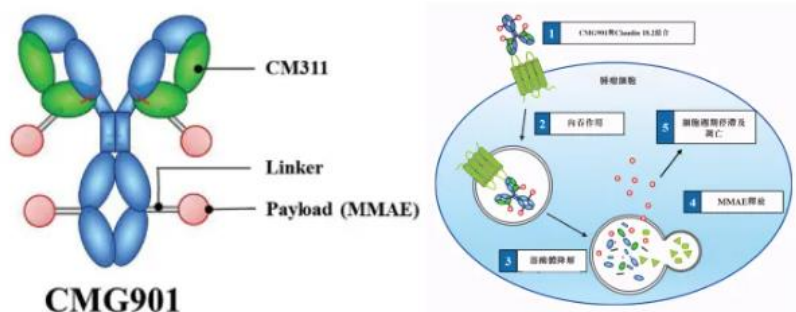 CM311
Linker
Payload (MMAE)
CMG901
1
CMG901與Claudin 18.2結合
腫瘤細胞
2
內吞作用
5
細胞週期停滯及
凋亡
4
MMAE釋放
3
溶酶體降解